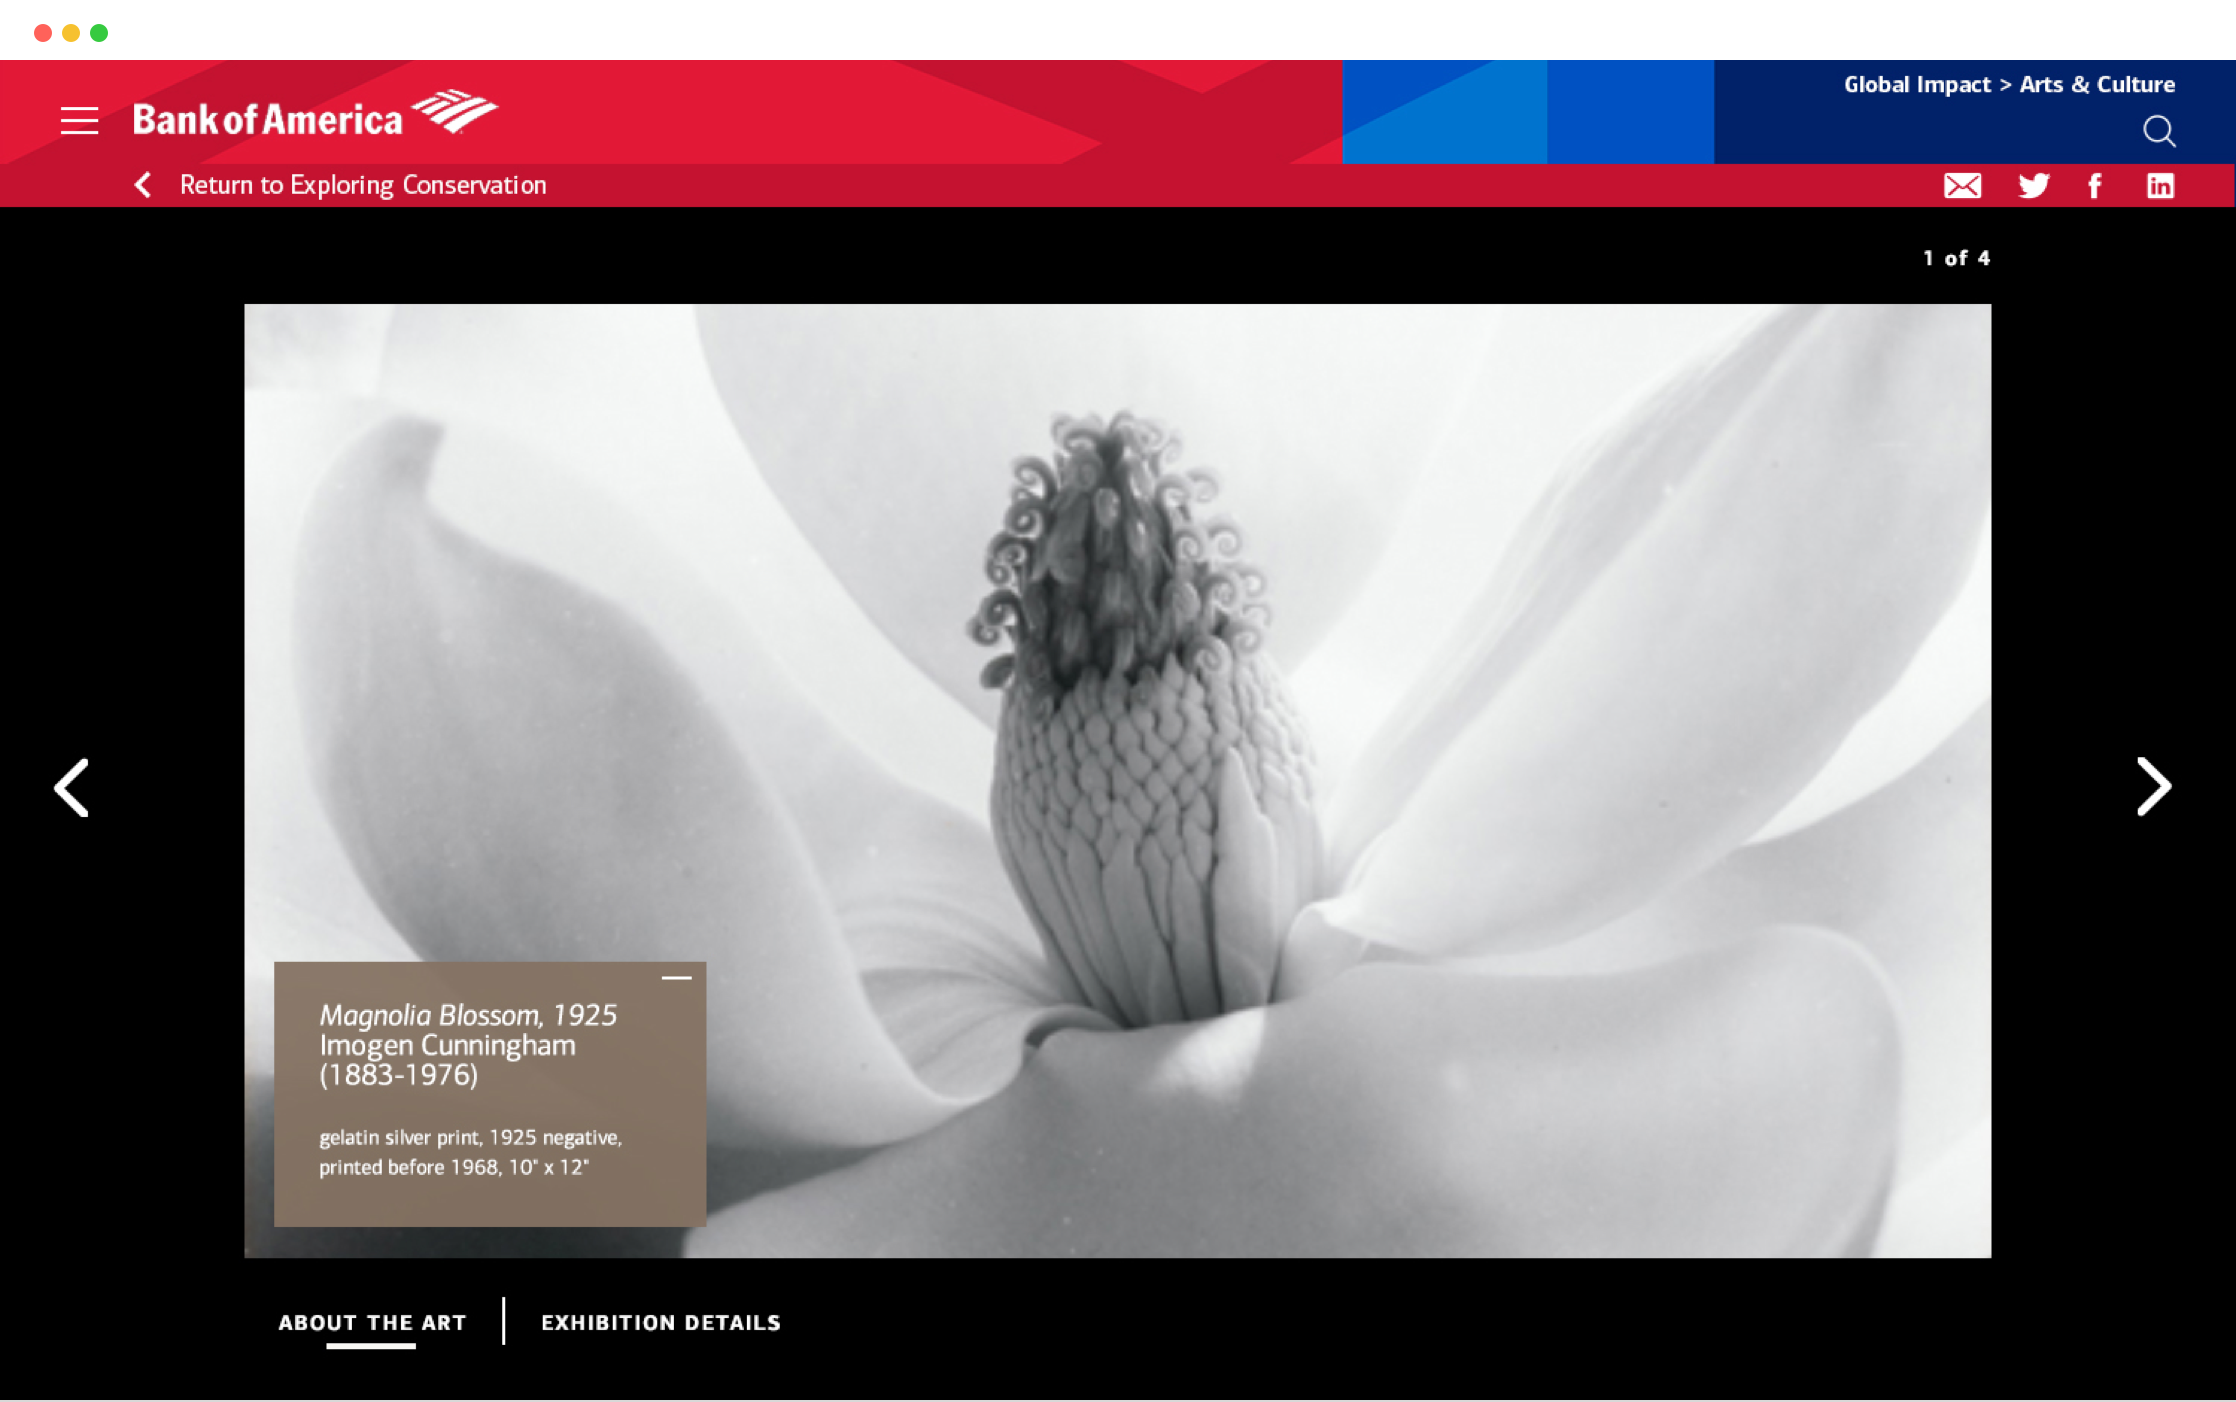 Bank of America
Global Impact > Arts & Culture
Return to Exploring Conservation
f
in
1 of 4
Magnolia Blossom, 1925
Imogen Cunningham
(1883-1976)
gelatin silver print, 1925 negative,
printed before 1968, 10" x 12"
ABOUT THE ART
EXHIBITION DETAILS